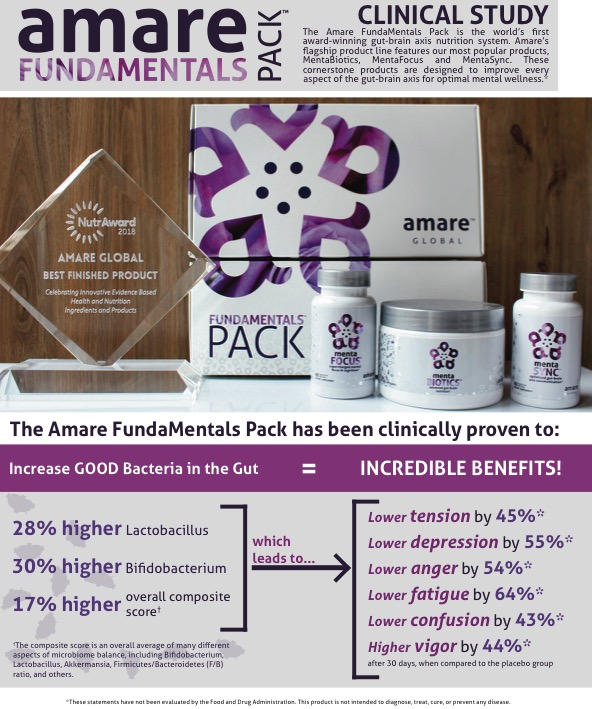 amare™
FUNDAMENTALS
PACK™
CLINICAL STUDY
The Amare FundaMentals Pack is the world's first
award-winning gut-brain axis nutrition system. Amare's
flagship product line features our most popular products,
MentaBiotics, MentaFocus and MentaSync. These
cornerstone products are designed to improve every
aspect of the gut-brain axis for optimal mental wellness.*
NutrAward
2018
AMARE GLOBAL
BEST FINISHED PRODUCT
Celebrating Innovative Evidence Based
Health and Nutrition
Ingredients and Products
amare™
GLOBAL
FUNDAMENTALS™
PACK
menta
FOCUS
amare
menta
BIOTICS
menta
SYNC
amare
The Amare FundaMentals Pack has been clinically proven to:
Increase GOOD Bacteria in the Gut = INCREDIBLE BENEFITS!
28% higher Lactobacillus
30% higher Bifidobacterium
17% higher overall composite
score†
which
leads to...
Lower tension by 45%*
Lower depression by 55%*
Lower anger by 54%*
Lower fatigue by 64%*
Lower confusion by 43%*
Higher vigor by 44%*
after 30 days, when compared to the placebo group
†The composite score is an overall average of many different
aspects of microbiome balance, including Bifidobacterium,
Lactobacillus, Akkermansia, Firmicutes/Bacteroidetes (F/B)
ratio, and others.
*These statements have not been evaluated by the Food and Drug Administration. This product is not intended to diagnose, treat, cure, or prevent any disease.